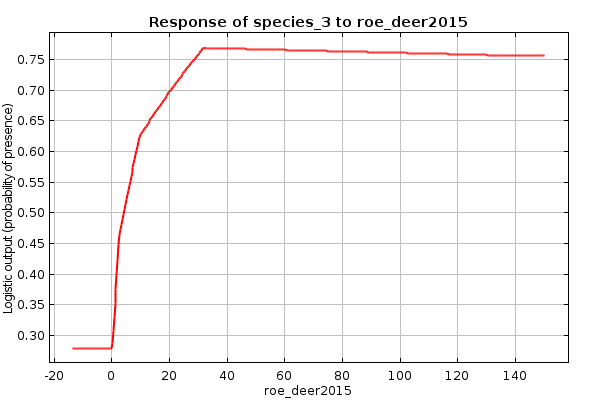 Response of species_3 to roe_deer2015
Logistic output (probability of presence)
0.75
0.70
0.65
0.60
0.55
0.50
0.45
0.40
0.35
0.30
-20 0 20 40 60 80 100 120 140
roe_deer2015